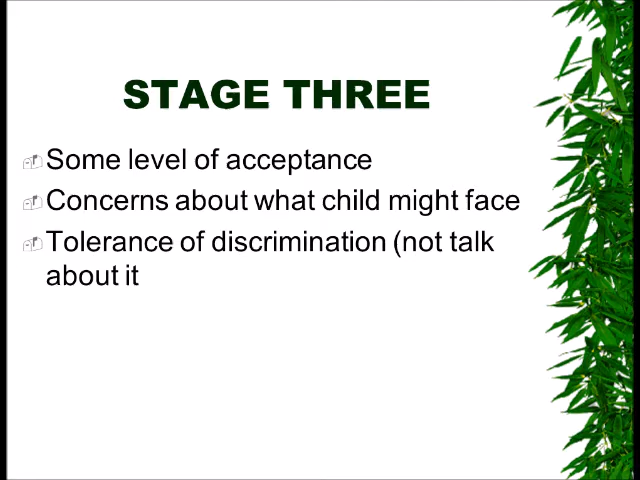 STAGE THREE
Some level of acceptance
Concerns about what child might face
Tolerance of discrimination (not talk
about it